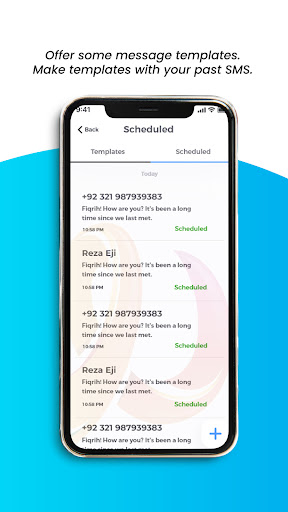 Offer some message templates.
Make templates with your past SMS.
9:41
Back
Scheduled
Templates
Scheduled
Today
+92 321 987939383
Fiqrih! How are you? It's been a long
time since we last met.
10:58 PM
Scheduled
Reza Eji
Fiqrih! How are you? It's been a long
time since we last met.
10:58 PM
Scheduled
+92 321 987939383
Fiqrih! How are you? It's been a long
time since we last met.
10:58 PM
Scheduled
Reza Eji
Fiqrih! How are you? It's been a long
time since we last met.
10:58 PM
Scheduled
+92 321 987939383
Fiqrih! How are you? It's been a long
time since we last met.
10:58 PM